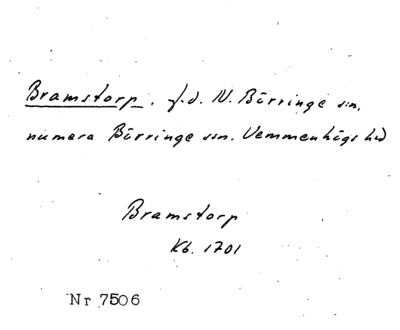 Bramstorp. f.d. N. Börringe sn,
numera Börringe sn. Vemmenhögs hd
Bramstorp
Kb. 1701
Nr 7506